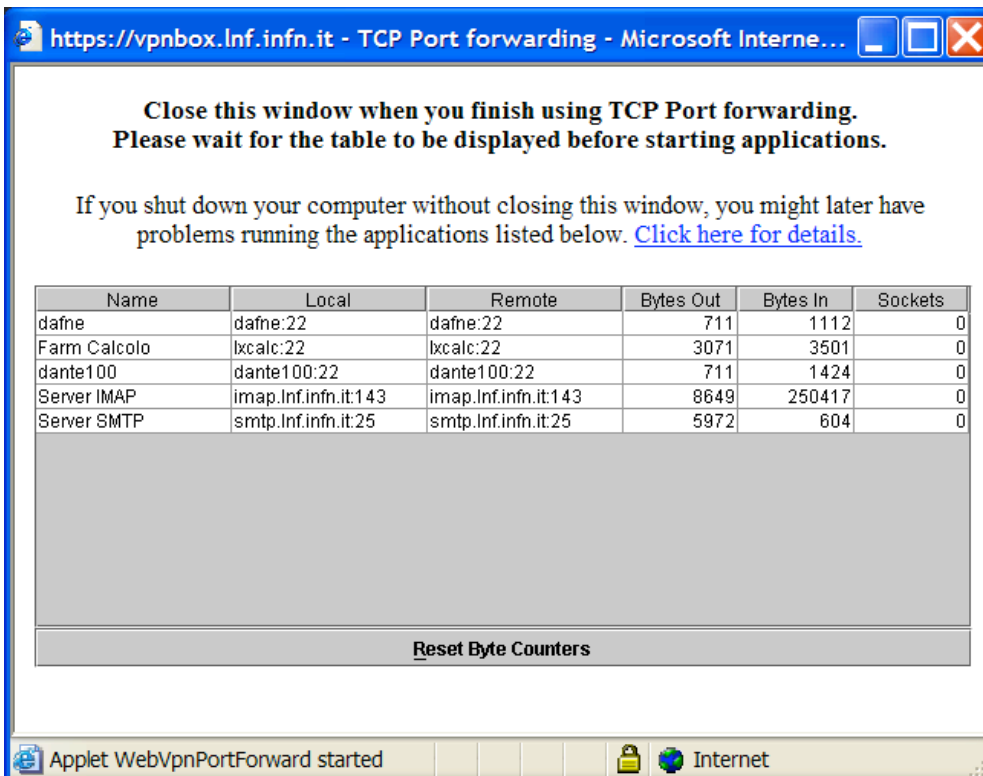 https://vpnbox.lnf.infn.it - TCP Port forwarding - Microsoft Interne...
Close this window when you finish using TCP Port forwarding.
Please wait for the table to be displayed before starting applications.
If you shut down your computer without closing this window, you might later have
problems running the applications listed below. Click here for details.
Name Local Remote Bytes Out Bytes In Sockets
dafne dafne:22 dafne:22 711 1112 0
Farm Calcolo lxcalc:22 lxcalc:22 3071 3501 0
dante100 dante100:22 dante100:22 711 1424 0
Server IMAP imap.lnf.infn.it:143 imap.lnf.infn.it:143 8649 250417 0
Server SMTP smtp.lnf.infn.it:25 smtp.lnf.infn.it:25 5972 604 0
Reset Byte Counters
Applet WebVpnPortForward started Internet